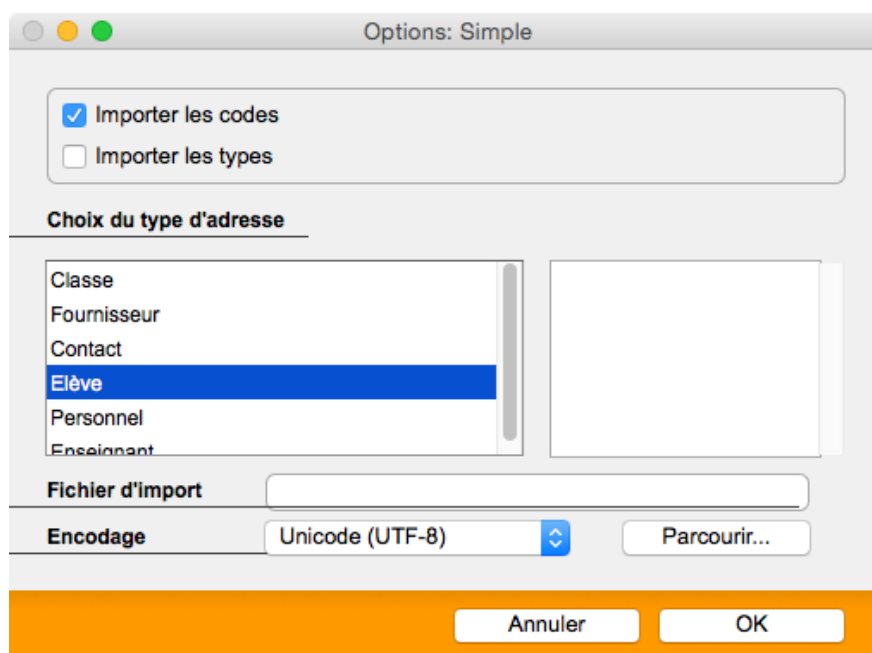 Options: Simple
Importer les codes
Importer les types
Choix du type d'adresse
Classe
Fournisseur
Contact
Elève
Personnel
Enseignant
Fichier d'import
Encodage
Unicode (UTF-8)
Parcourir...
Annuler
OK